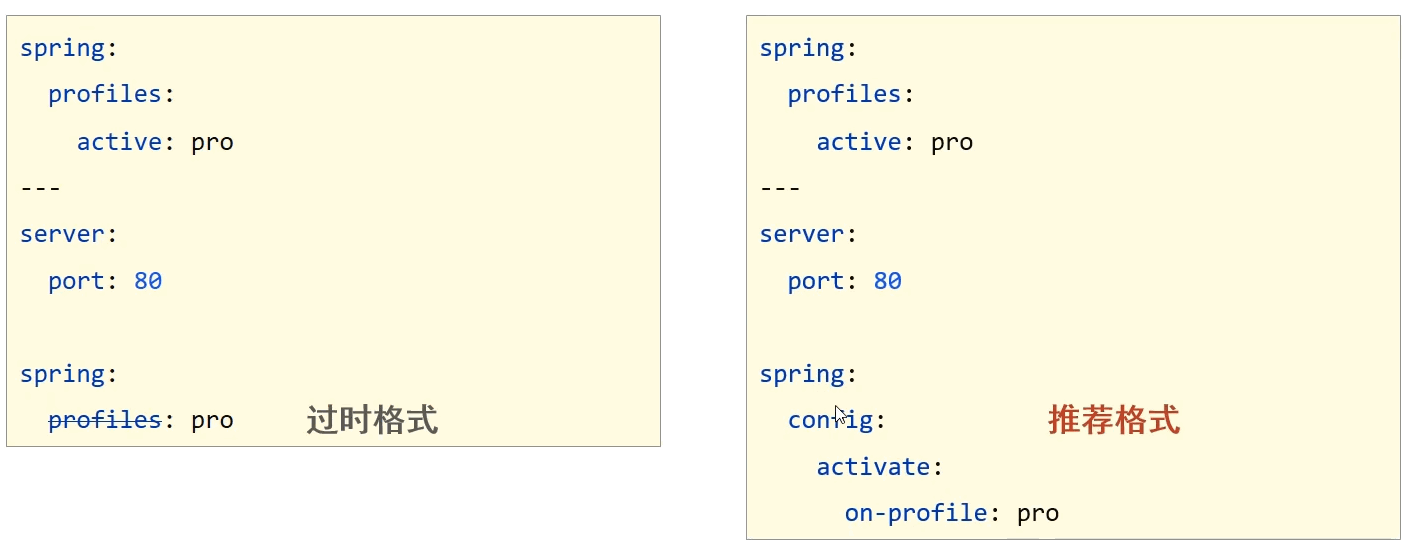 spring:
  profiles:
    active: pro
---
server:
  port: 80

spring:
  profiles: pro 过时格式
spring:
  profiles:
    active: pro
---
server:
  port: 80

spring:
  config: 推荐格式
    activate:
      on-profile: pro